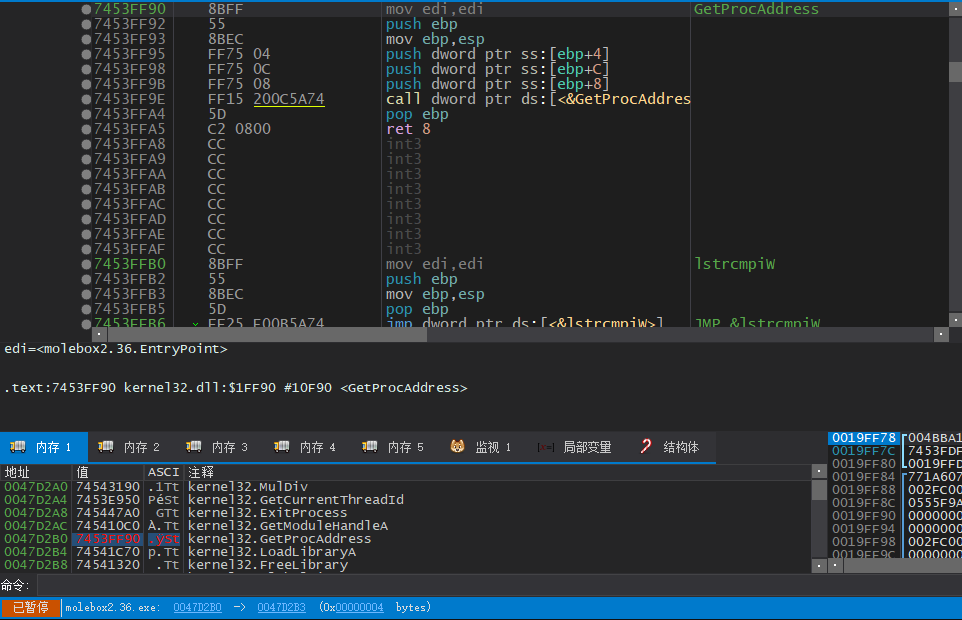 7453FF90 8BFF mov edi,edi GetProcAddress
7453FF92 55 push ebp
7453FF93 8BEC mov ebp,esp
7453FF95 FF75 04 push dword ptr ss:[ebp+4]
7453FF98 FF75 0C push dword ptr ss:[ebp+C]
7453FF9B FF75 08 push dword ptr ss:[ebp+8]
7453FF9E FF15 200C5A74 call dword ptr ds:[<&GetProcAddres
7453FFA4 5D pop ebp
7453FFA5 C2 0800 ret 8
7453FFA8 CC int3
7453FFA9 CC int3
7453FFAA CC int3
7453FFAB CC int3
7453FFAC CC int3
7453FFAD CC int3
7453FFAE CC int3
7453FFAF CC int3
7453FFB0 8BFF mov edi,edi lstrcmpiW
7453FFB2 55 push ebp
7453FFB3 8BEC mov ebp,esp
7453FFB5 5D pop ebp
7453FFB6 FF25 E00B5A74 jmp dword ptr ds:[<&lstrcmpiW>] JMP &lstrcmpiW
edi=<molebox2.36.EntryPoint>
.text:7453FF90 kernel32.dll:$1FF90 #10F90 <GetProcAddress>
内存 1 内存 2 内存 3 内存 4 内存 5 监视 1 [x=] 局部变量 结构体
地址 值 ASCI 注释
0047D2A0 74543190 .1Tt kernel32.MulDiv
0047D2A4 7453E950 PéSt kernel32.GetCurrentThreadId
0047D2A8 745447A0 GTt kernel32.ExitProcess
0047D2AC 745410C0 À.Tt kernel32.GetModuleHandleA
0047D2B0 7453FF90 .ÿSt kernel32.GetProcAddress
0047D2B4 74541C70 p.Tt kernel32.LoadLibraryA
0047D2B8 74541320 .Tt kernel32.FreeLibrary
0019FF78 004BBA1
0019FF7C 7453FDF
0019FF80 0019FFD
0019FF84 771A607
0019FF88 002FC00
0019FF8C 0555F9A
0019FF90 0000000
0019FF94 0000000
0019FF98 002FC00
0019FF9C 0000000
命令:
已暂停 molebox2.36.exe: 0047D2B0 -> 0047D2B3 (0x00000004 bytes)